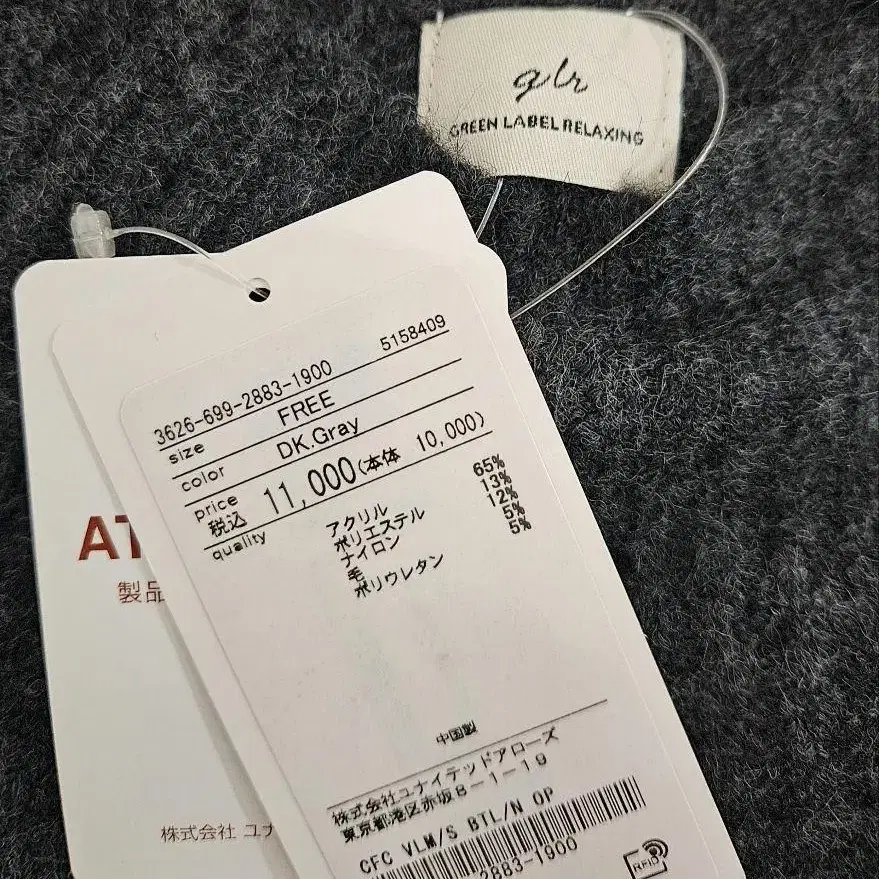 glr
GREEN LABEL RELAXING
3626-699-2883-1900 5158409
size FREE
color DK.Gray
price
税込 11,000(本体 10,000)
quality
アクリル 65%
ポリエステル 13%
ナイロン 12%
毛 5%
ポリウレタン 5%
中国製
株式会社ユナイテッドアローズ
東京都港区赤坂8-1-19
CFC VLM/S BTL/N OP
2883-1900
RFID
AT
製品
株式会社 ユナ